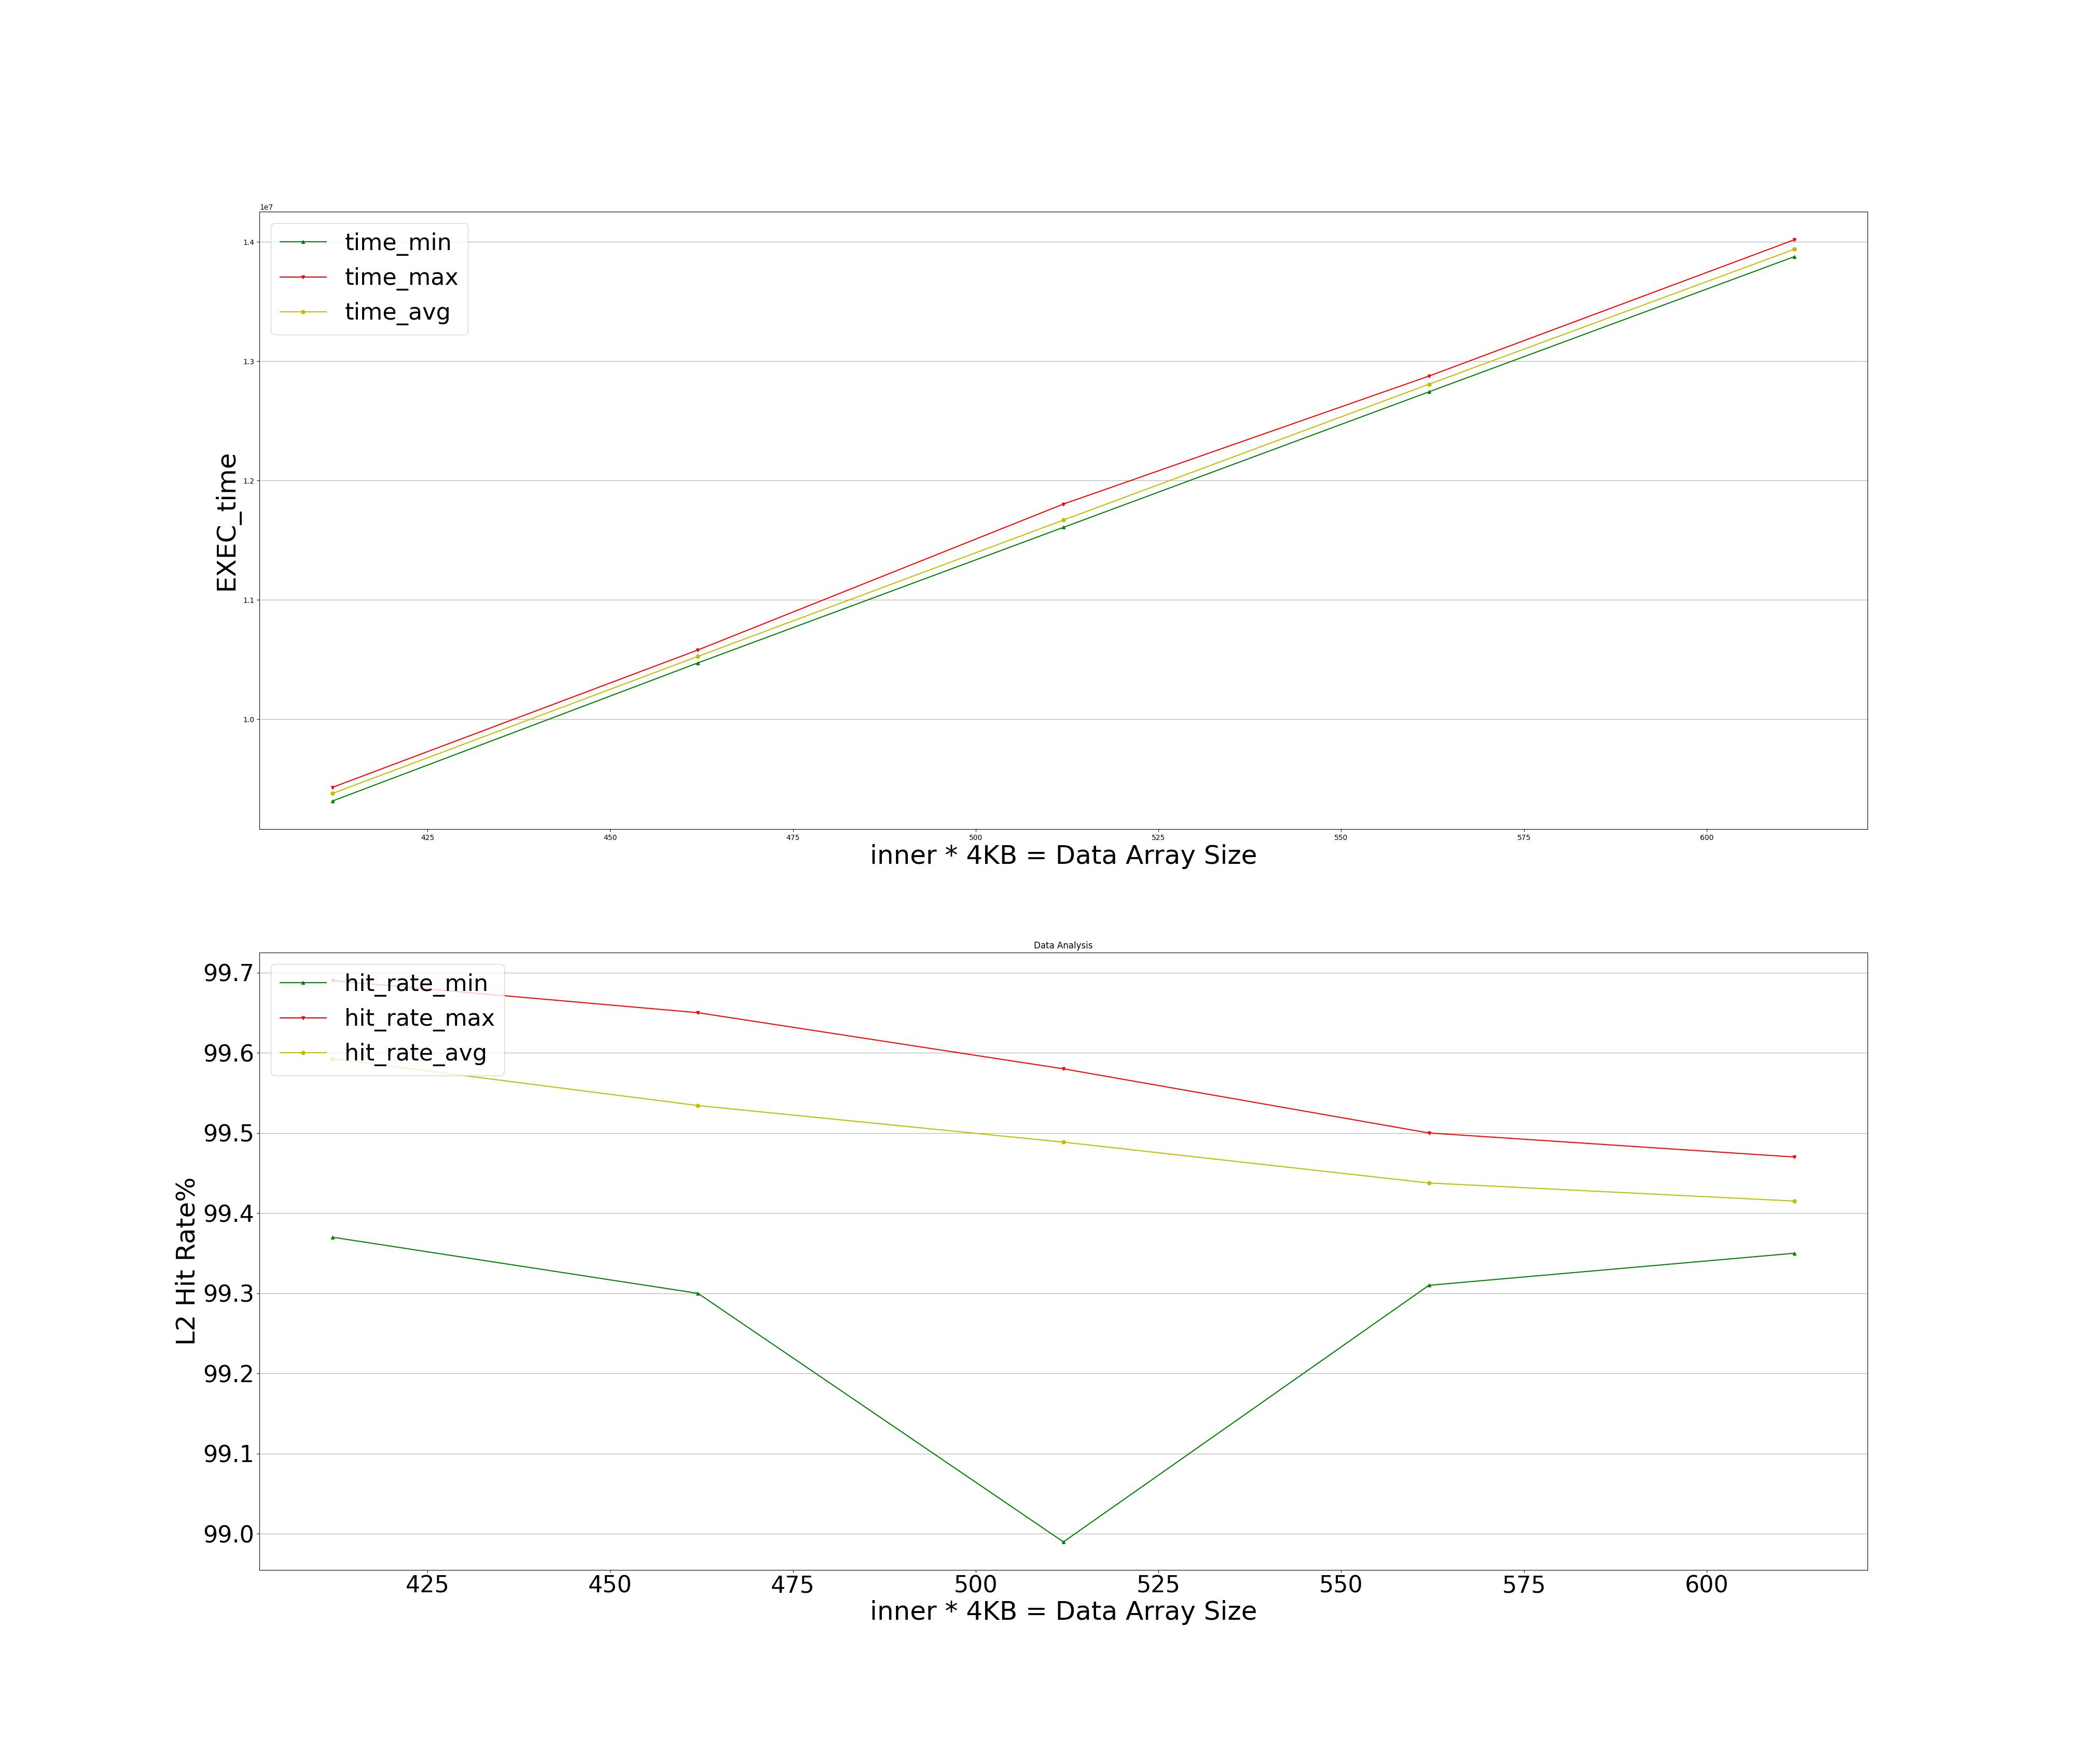 1e7
1.4
1.3
1.2
1.1
1.0
EXEC_time
time_min
time_max
time_avg
425 450 475 500 525 550 575 600
inner * 4KB = Data Array Size
Data Analysis
99.7
99.6
99.5
99.4
99.3
99.2
99.1
99.0
L2 Hit Rate%
hit_rate_min
hit_rate_max
hit_rate_avg
425 450 475 500 525 550 575 600
inner * 4KB = Data Array Size